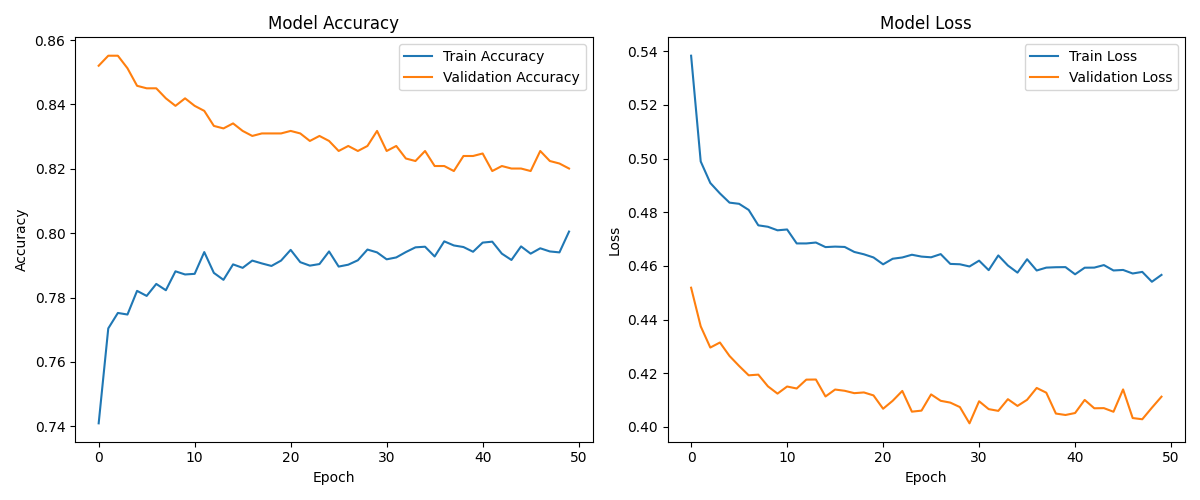 Model Accuracy
Train Accuracy
Validation Accuracy
Accuracy
0.86
0.84
0.82
0.80
0.78
0.76
0.74
0 10 20 30 40 50
Epoch
Model Loss
Train Loss
Validation Loss
Loss
0.54
0.52
0.50
0.48
0.46
0.44
0.42
0.40
0 10 20 30 40 50
Epoch